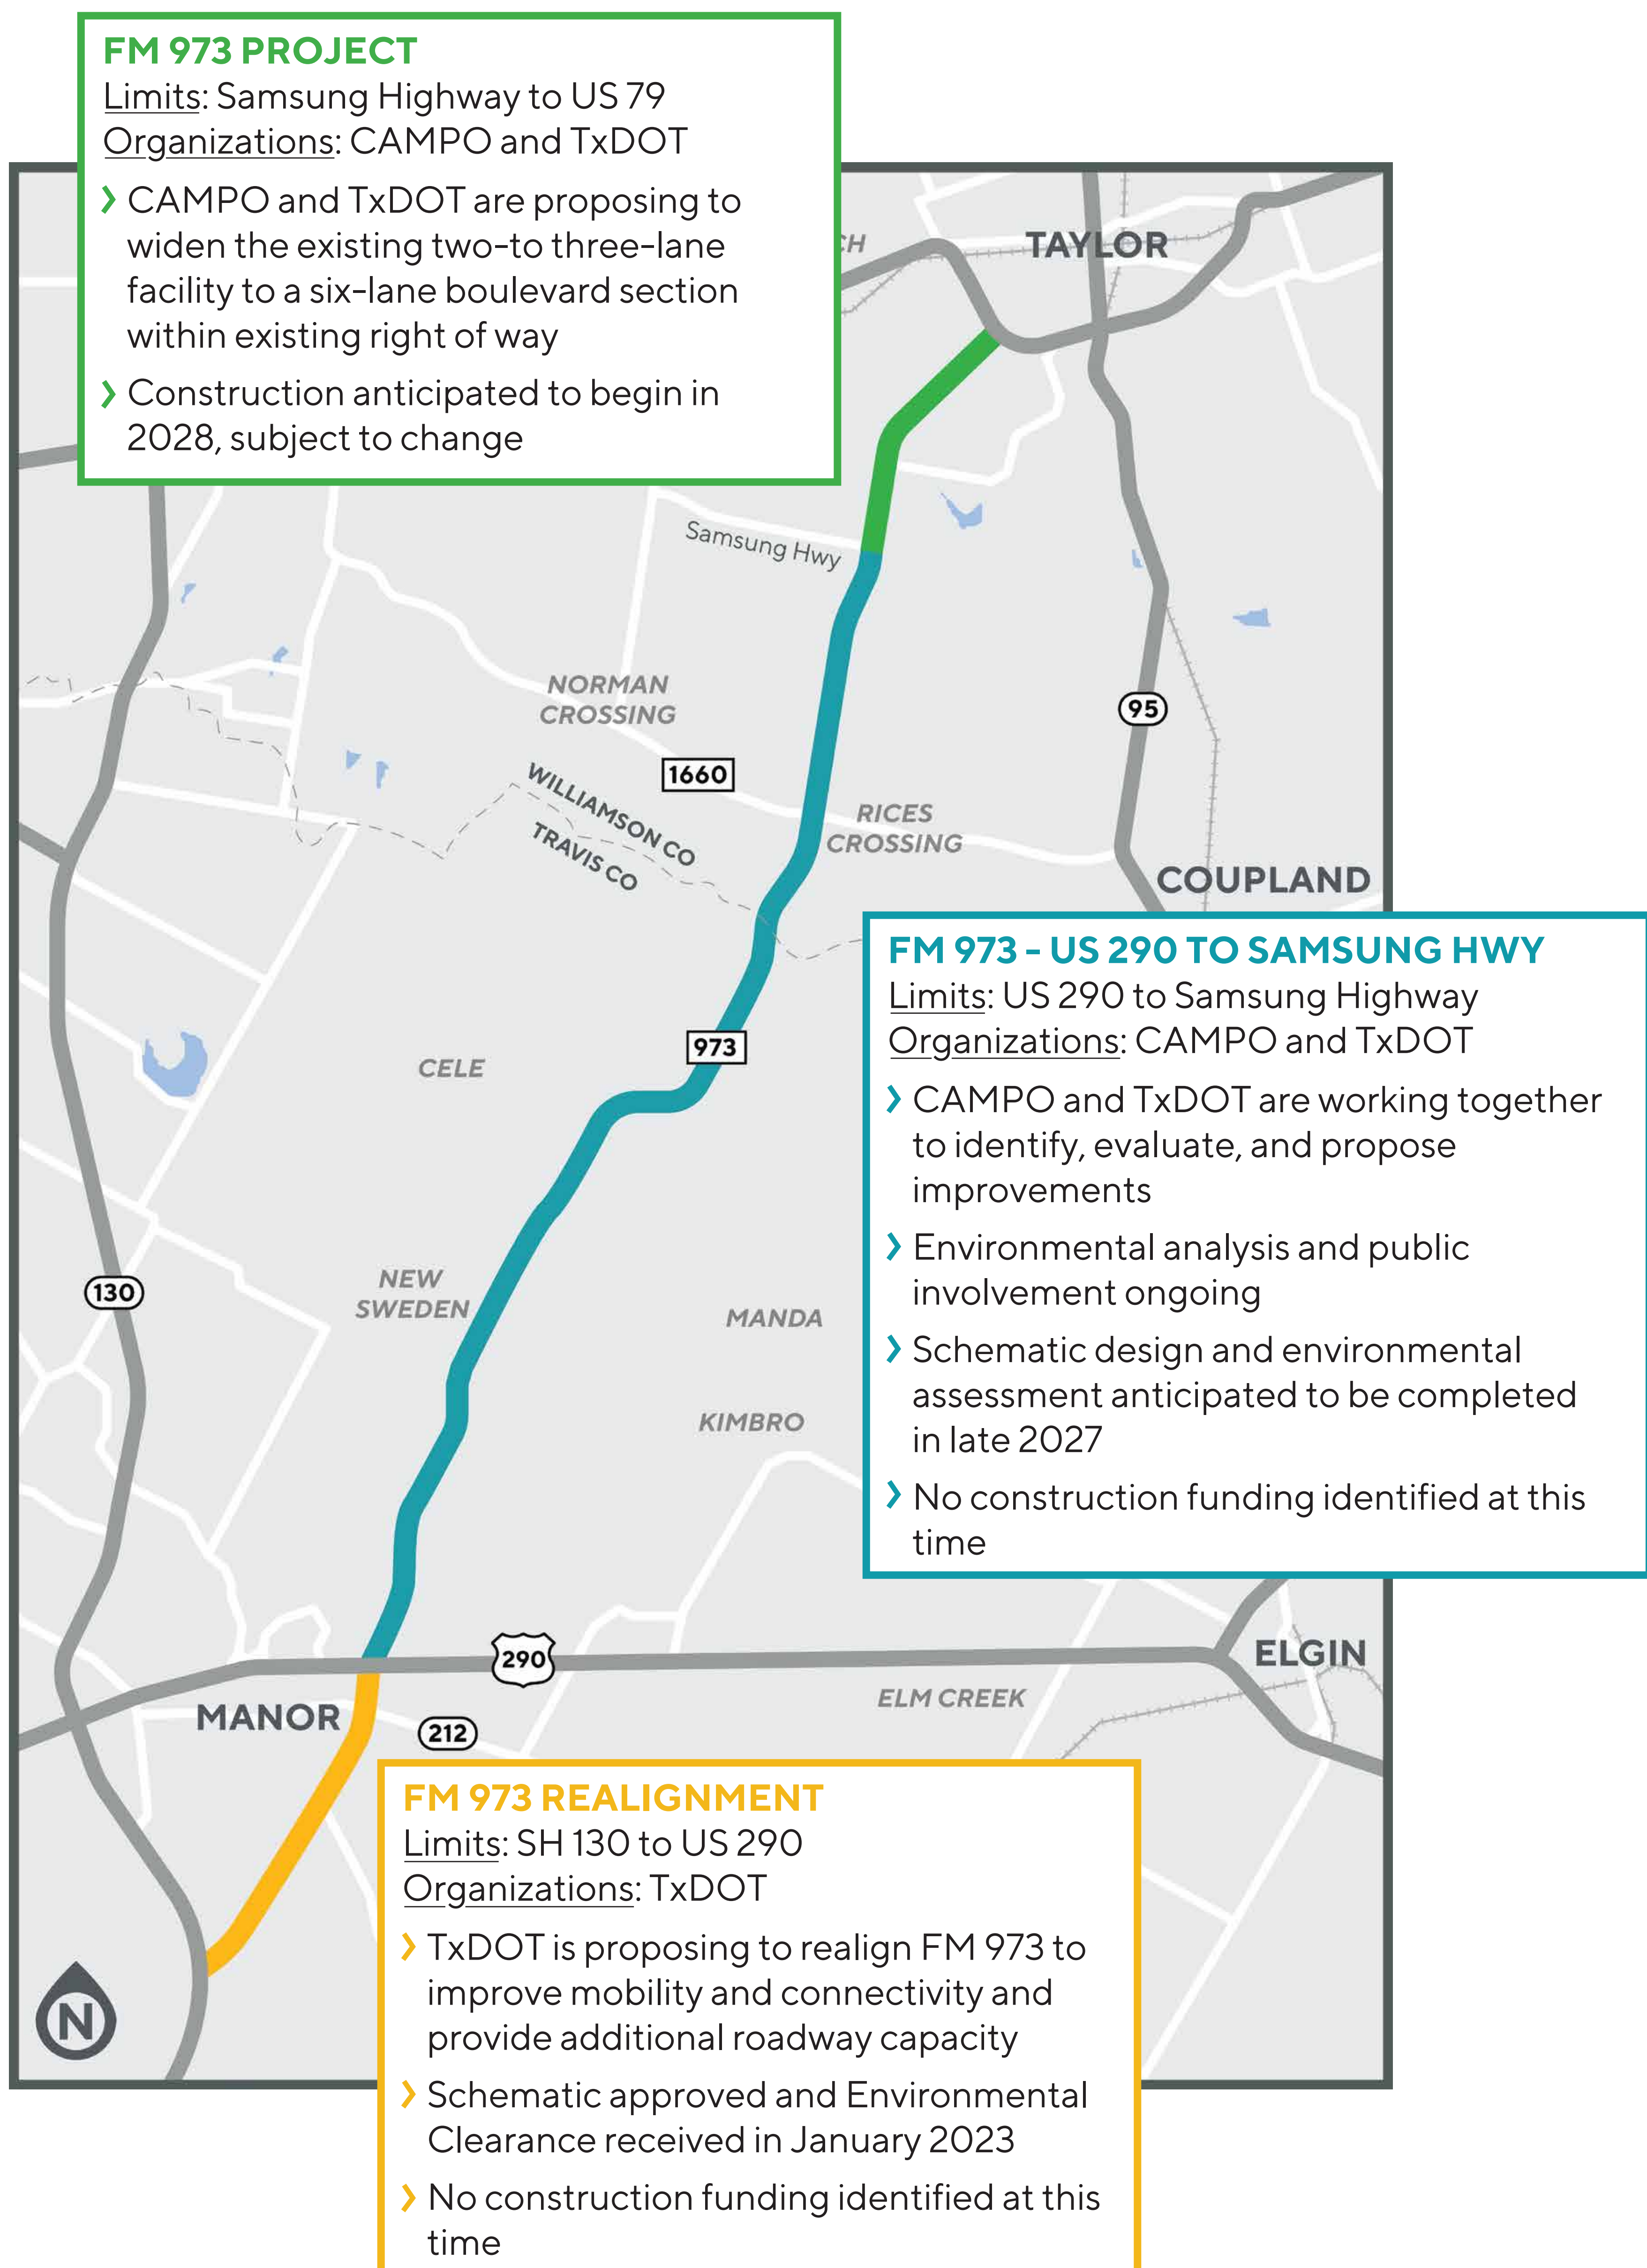 FM 973 PROJECT
Limits: Samsung Highway to US 79
Organizations: CAMPO and TxDOT
CAMPO and TxDOT are proposing to
widen the existing two-to three-lane
facility to a six-lane boulevard section
within existing right of way
Construction anticipated to begin in
2028, subject to change
CH
TAYLOR
Samsung Hwy
NORMAN
CROSSING
95
1660
WILLIAMSON CO
TRAVIS CO
RICES
CROSSING
COUPLAND
FM 973 - US 290 TO SAMSUNG HWY
Limits: US 290 to Samsung Highway
Organizations: CAMPO and TxDOT
CAMPO and TxDOT are working together
to identify, evaluate, and propose
improvements
Environmental analysis and public
involvement ongoing
Schematic design and environmental
assessment anticipated to be completed
in late 2027
No construction funding identified at this
time
973
CELE
130
NEW
SWEDEN
MANDA
KIMBRO
290
ELGIN
MANOR
212
ELM CREEK
FM 973 REALIGNMENT
Limits: SH 130 to US 290
Organizations: TxDOT
TxDOT is proposing to realign FM 973 to
improve mobility and connectivity and
provide additional roadway capacity
Schematic approved and Environmental
Clearance received in January 2023
No construction funding identified at this
time
N